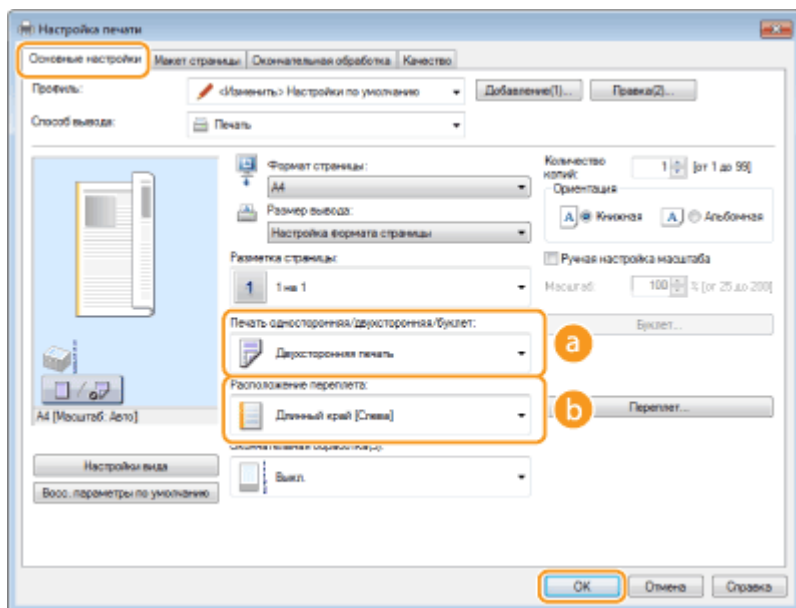 Настройка печати
Основные настройки Макет страницы Окончательная обработка Качество
Профиль: <Изменить> Настройки по умолчанию Добавление(1)... Правка(2)...
Способ вывода: Печать
Формат страницы:
A4
Размер вывода:
Настройка формата страницы
Разметка страницы:
1 1 на 1
Печать односторонняя/двухсторонняя/буклет:
Двухсторонняя печать
a
Расположение переплета:
Длинный край [Слева]
b
Окончательная обработка(3):
Выкл.
Количество копий: 1 [от 1 до 99]
Ориентация
A Книжная A Альбомная
Ручная настройка масштаба
Масштаб: 100 % [от 25 до 200]
Буклет...
Переплет...
A4 [Масштаб: Авто]
Настройки вида
Восс. параметры по умолчанию
OK Отмена Справка